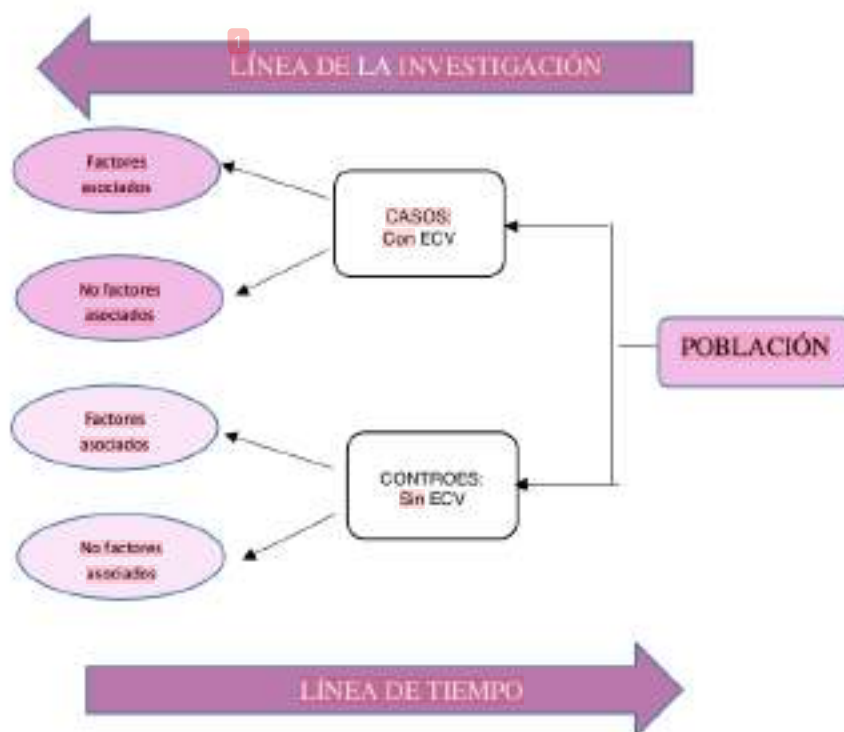 1
LÍNEA DE LA INVESTIGACIÓN
Factores
asociados
CASOS:
Con ECV
No factores
asociados
POBLACIÓN
Factores
asociados
CONTROES:
Sin ECV
No factores
asociados
LÍNEA DE TIEMPO